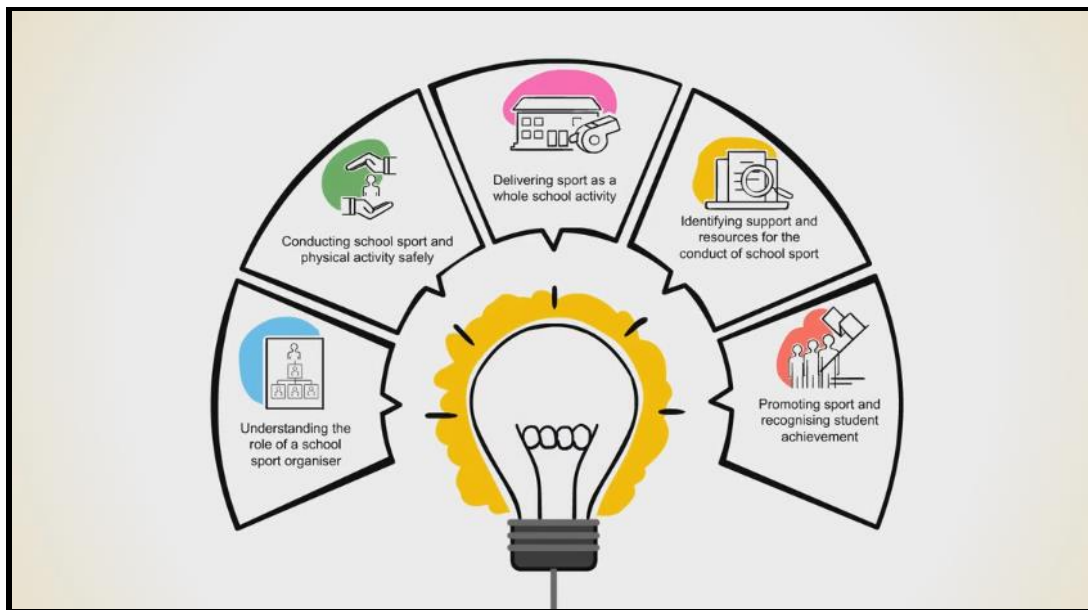 Understanding the
role of a school
sport organiser
Conducting school sport and
physical activity safely
Delivering sport as a
whole school activity
Identifying support and
resources for the
conduct of school sport
Promoting sport and
recognising student
achievement